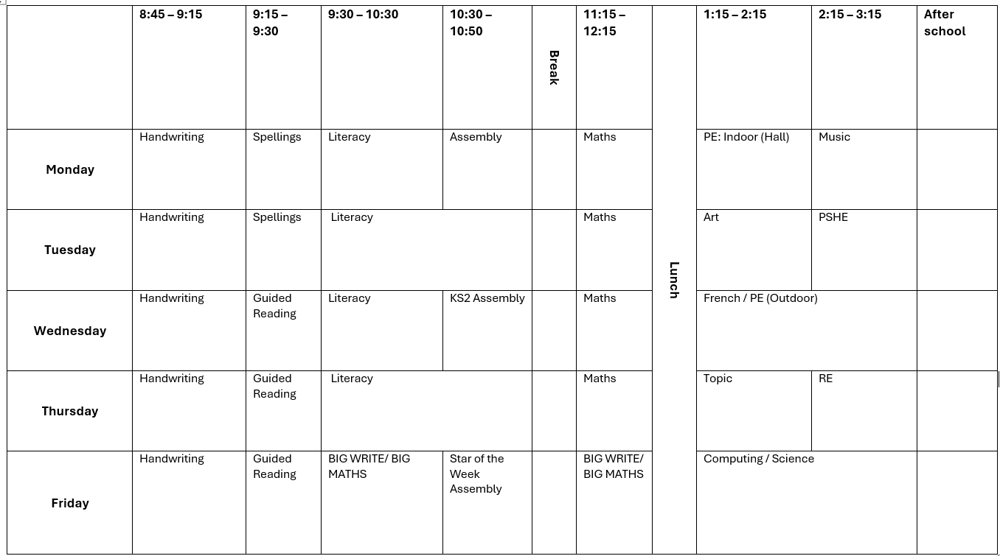 8:45 – 9:15 9:15 – 9:30 – 10:30 10:30 – 11:15 – 1:15 – 2:15 2:15 – 3:15 After
9:30 10:50 12:15 school
Break
Lunch
Handwriting Spellings Literacy Assembly Maths PE: Indoor (Hall) Music
Monday
Handwriting Spellings Literacy Maths Art PSHE
Tuesday
Handwriting Guided Literacy KS2 Assembly Maths French / PE (Outdoor)
Reading
Wednesday
Handwriting Guided Literacy Maths Topic RE
Reading
Thursday
Handwriting Guided BIG WRITE/ BIG Star of the BIG WRITE/ Computing / Science
Reading MATHS Week BIG MATHS
Assembly
Friday